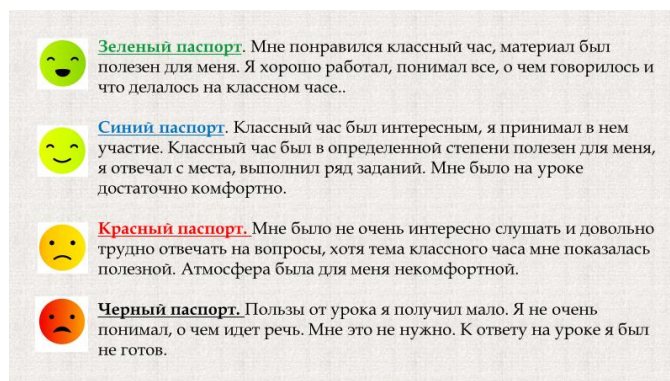 Зеленый паспорт. Мне понравился классный час, материал был
полезен для меня. Я хорошо работал, понимал все, о чем говорилось и
что делалось на классном часе..
Синий паспорт. Классный час был интересным, я принимал в нем
участие. Классный час был в определенной степени полезен для меня,
я отвечал с места, выполнил ряд заданий. Мне было на уроке
достаточно комфортно.
Красный паспорт. Мне было не очень интересно слушать и довольно
трудно отвечать на вопросы, хотя тема классного часа мне показалась
полезной. Атмосфера была для меня некомфортной.
Черный паспорт. Пользы от урока я получил мало. Я не очень
понимал, о чем идет речь. Мне это не нужно. К ответу на уроке я был
не готов.